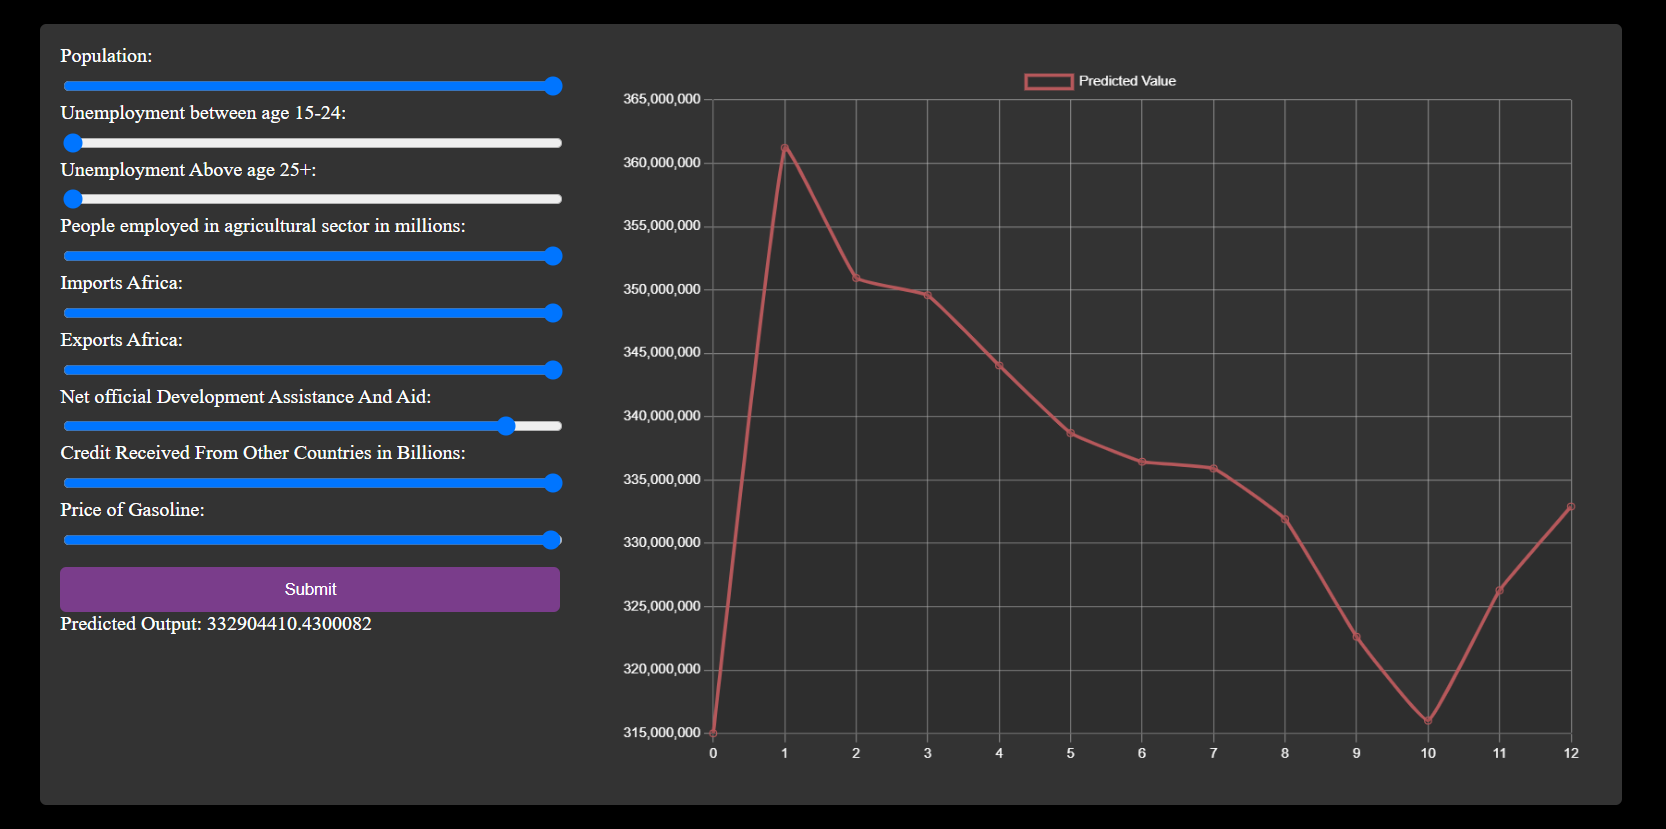 Population:
Unemployment between age 15-24:
Unemployment Above age 25+:
People employed in agricultural sector in millions:
Imports Africa:
Exports Africa:
Net official Development Assistance And Aid:
Credit Received From Other Countries in Billions:
Price of Gasoline:
Submit
Predicted Output: 332904410.4300082
Predicted Value
365,000,000
360,000,000
355,000,000
350,000,000
345,000,000
340,000,000
335,000,000
330,000,000
325,000,000
320,000,000
315,000,000
0 1 2 3 4 5 6 7 8 9 10 11 12